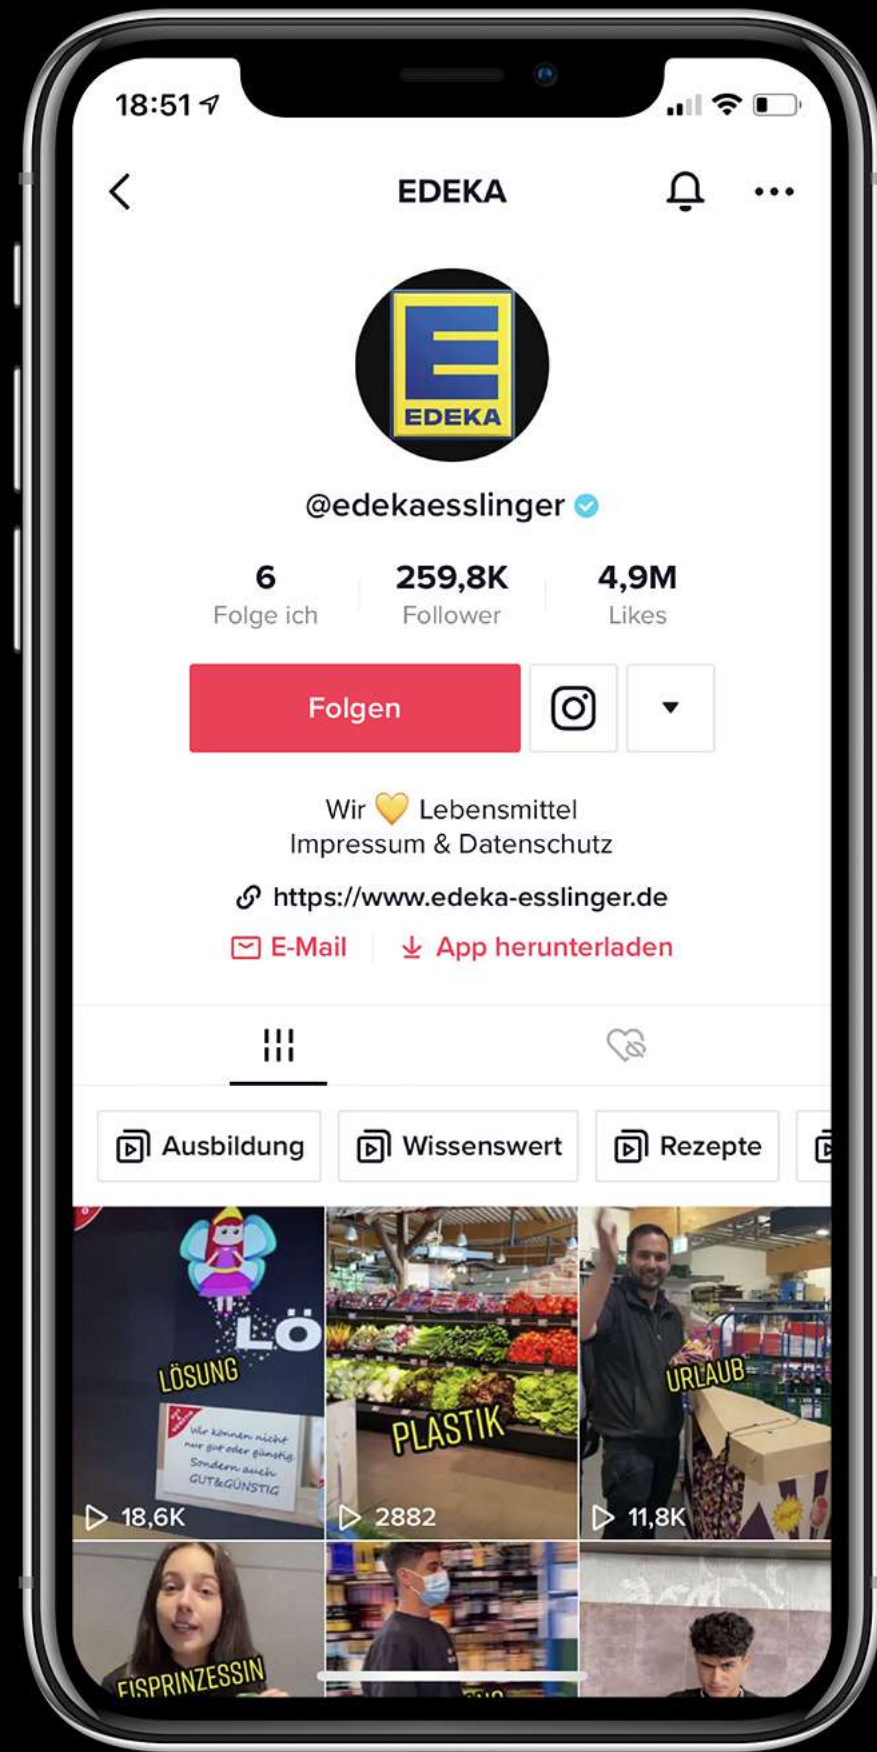 18:51
EDEKA
EDEKA
@edekaesslinger
6 259,8K 4,9M
Folge ich Follower Likes
Folgen
Wir 💛 Lebensmittel
Impressum & Datenschutz
https://www.edeka-esslinger.de
E-Mail App herunterladen
Ausbildung Wissenswert Rezepte
LÖ
LÖSUNG
Wir können nicht
nur gut oder günstig
Sondern auch
GUT&GÜNSTIG
18,6K
PLASTIK
2882
URLAUB
11,8K
EISPRINZESSIN